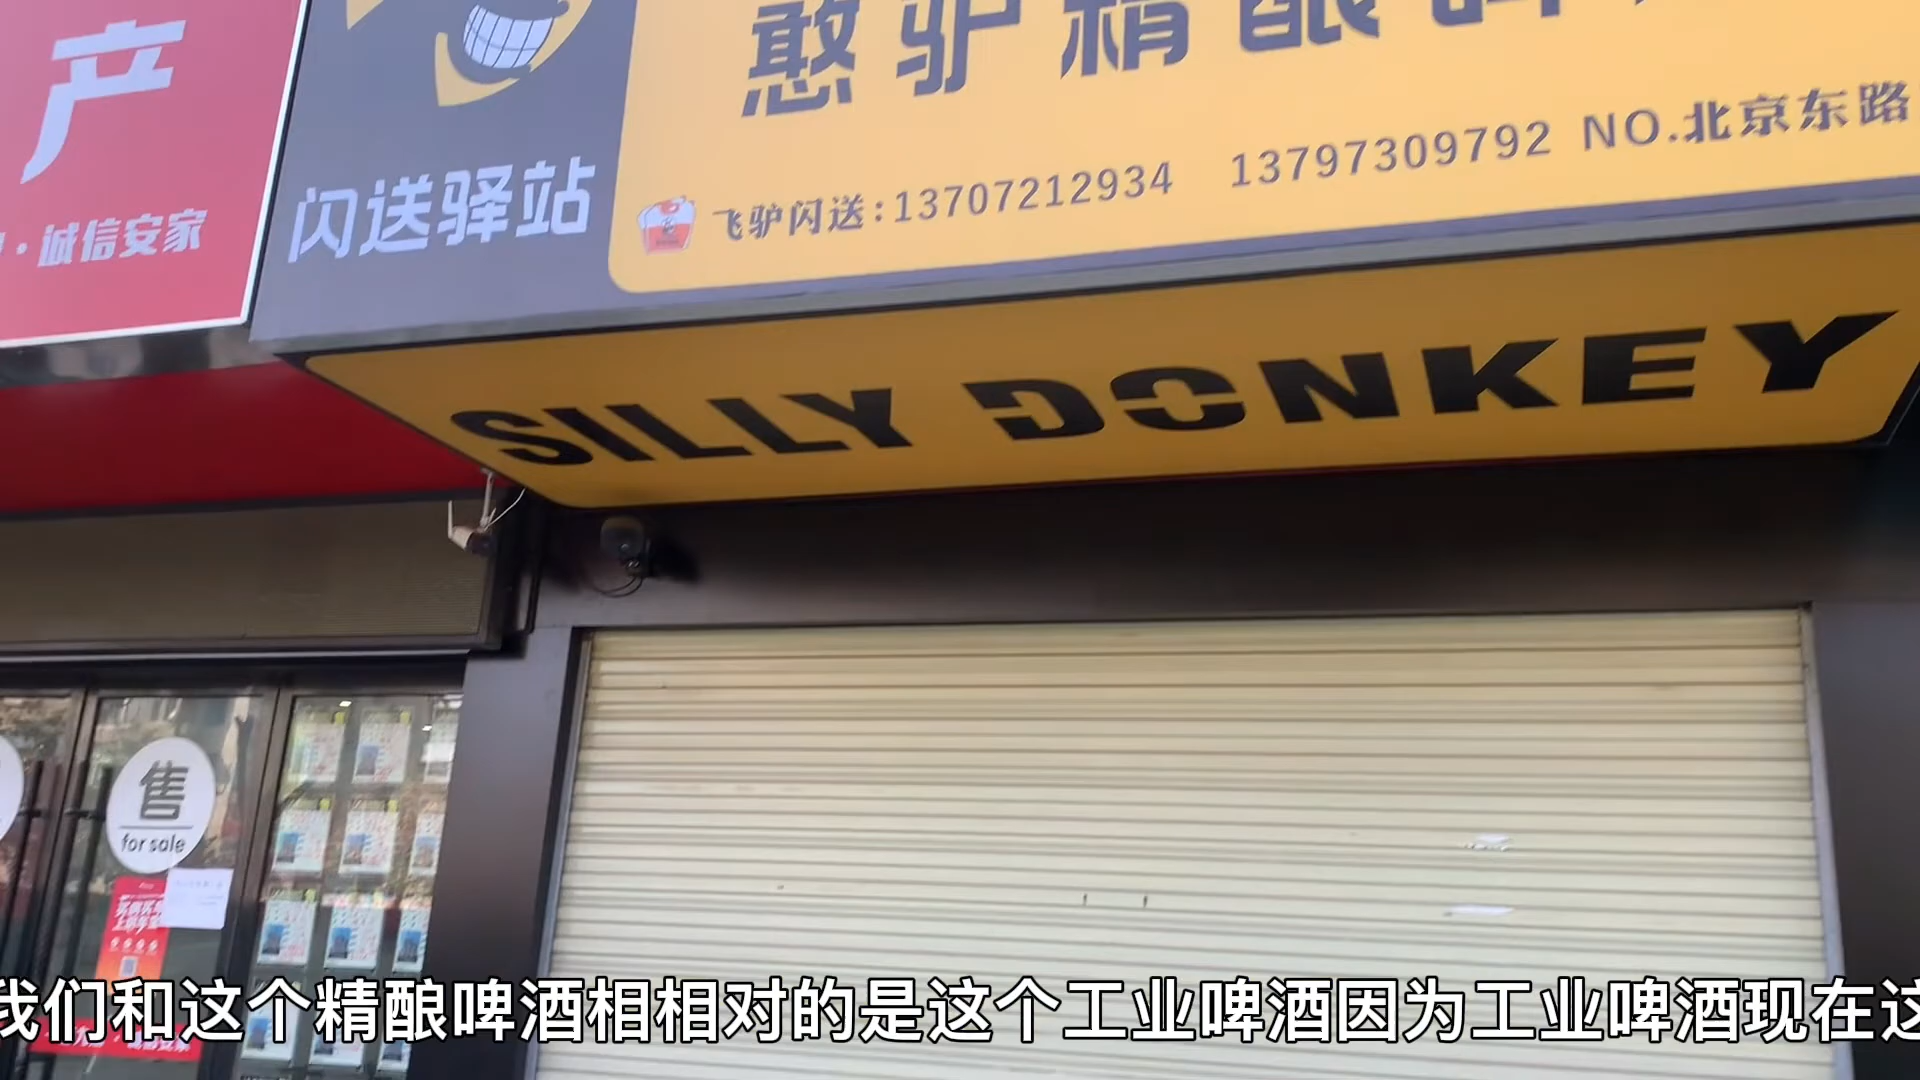 产
·诚信安家
闪送驿站
憨驴精酿啤
飞驴闪送:13707212934 13797309792 NO.北京东路
SILLY DONKEY
售
for sale
我们和这个精酿啤酒相相对的是这个工业啤酒因为工业啤酒现在这